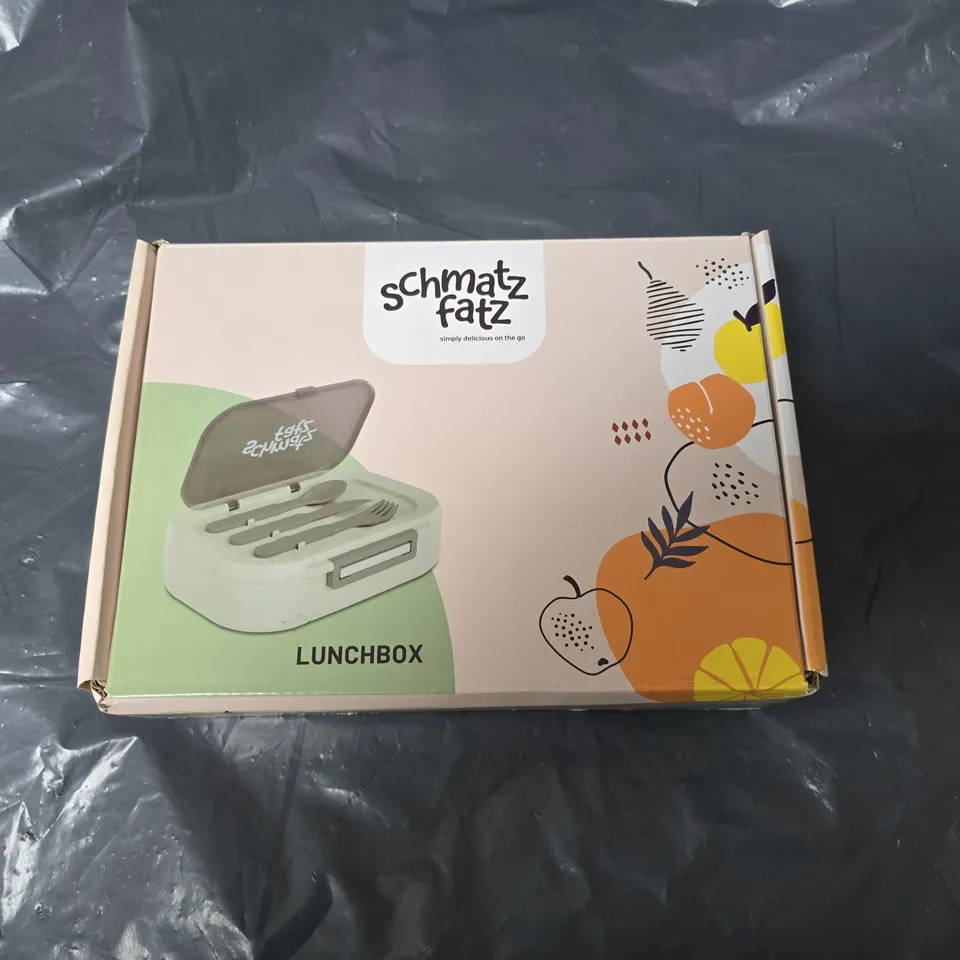 schmatz
fatz
simply delicious on the go
schmatz
fatz
LUNCHBOX